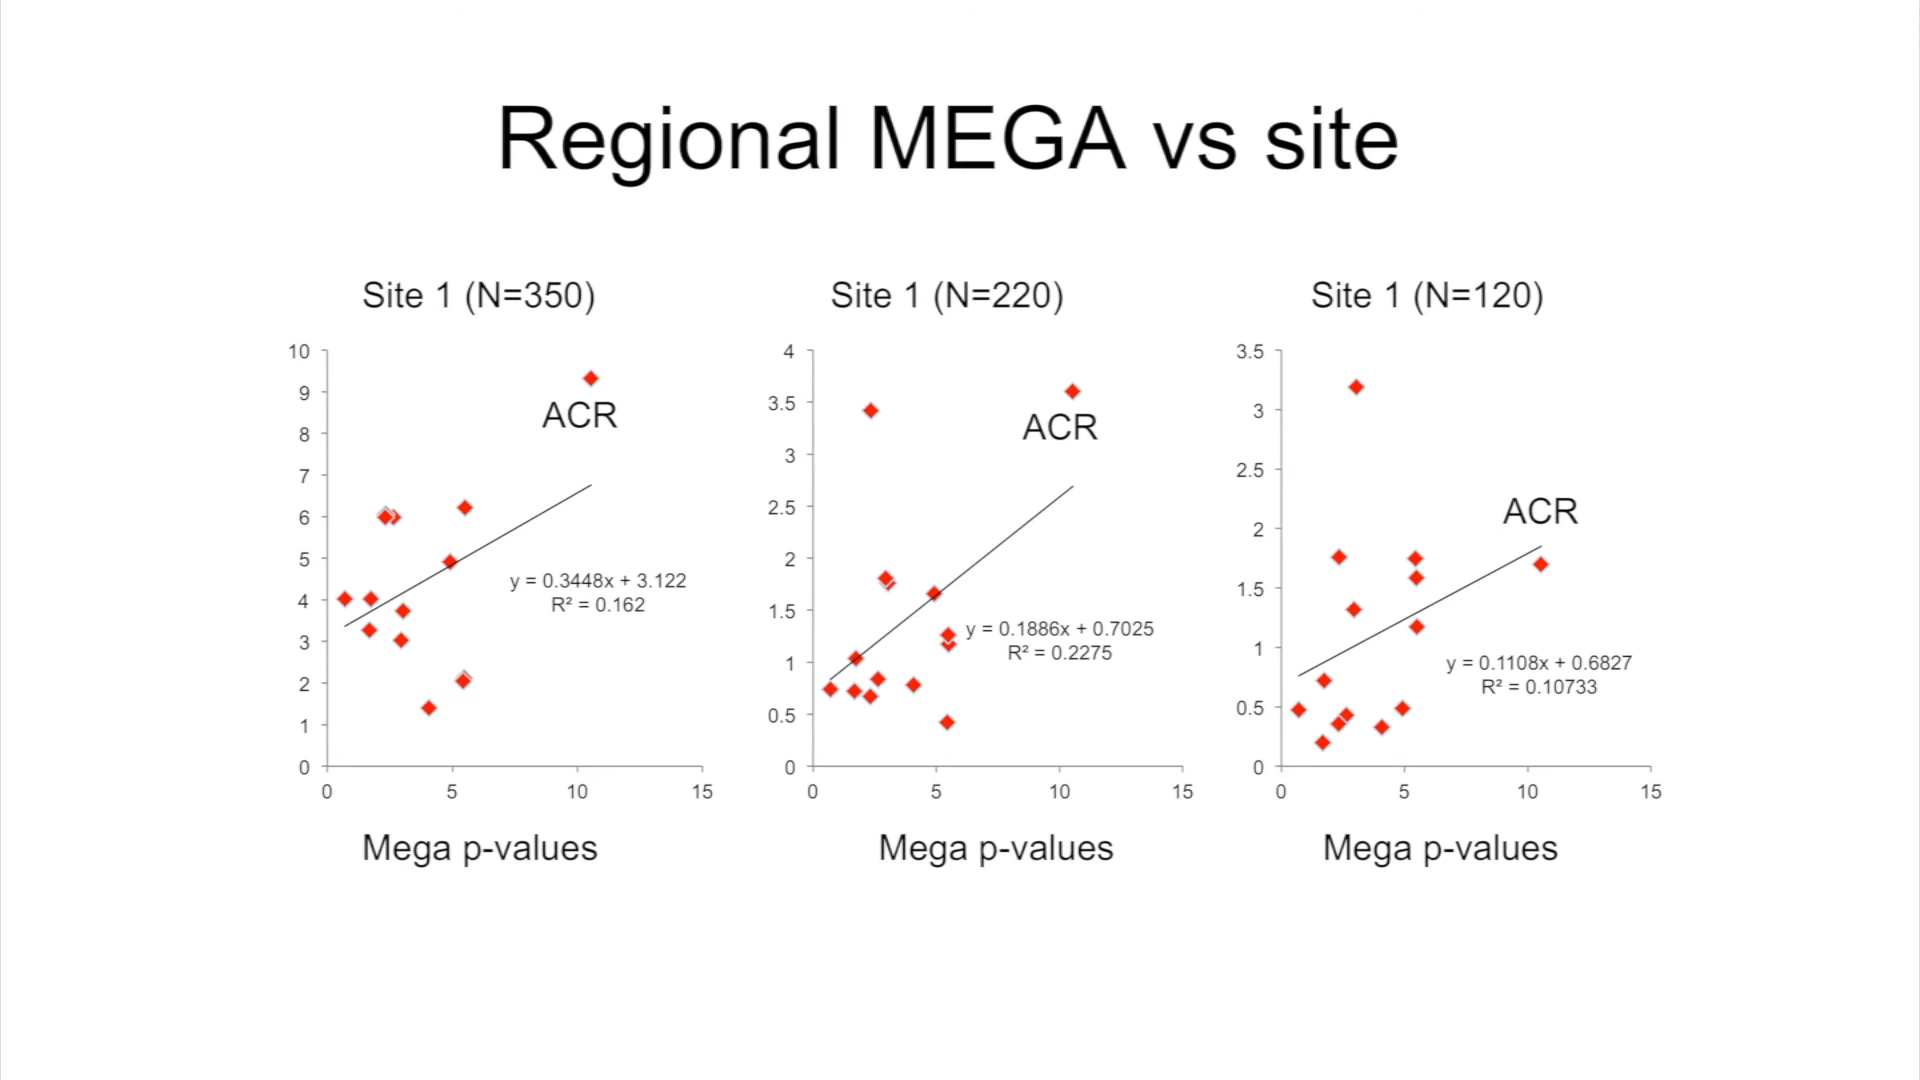 Regional MEGA vs site
Site 1 (N=350)
10
9
8
7
6
5
4
3
2
1
0
0 5 10 15
ACR
y = 0.3448x + 3.122
R² = 0.162
Mega p-values
Site 1 (N=220)
4
3.5
3
2.5
2
1.5
1
0.5
0
0 5 10 15
ACR
y = 0.1886x + 0.7025
R² = 0.2275
Mega p-values
Site 1 (N=120)
3.5
3
2.5
2
1.5
1
0.5
0
0 5 10 15
ACR
y = 0.1108x + 0.6827
R² = 0.10733
Mega p-values